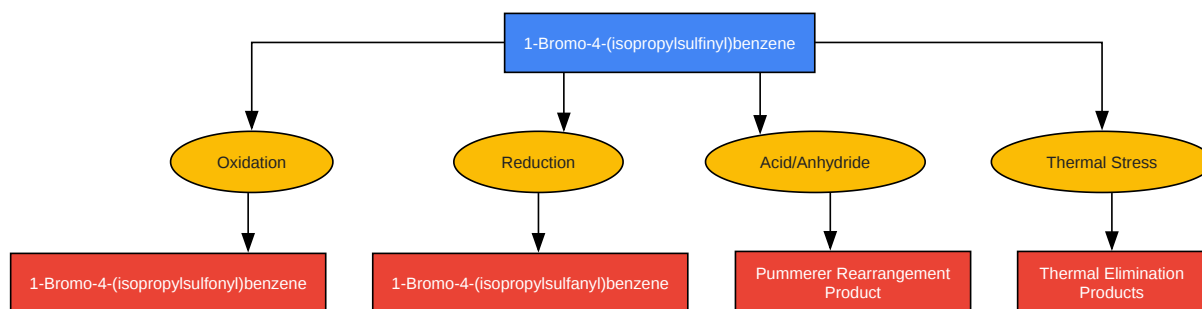 1-Bromo-4-(isopropylsulfinyl)benzene
Oxidation
Reduction
Acid/Anhydride
Thermal Stress
1-Bromo-4-(isopropylsulfonyl)benzene
1-Bromo-4-(isopropylsulfanyl)benzene
Pummerer Rearrangement
Product
Thermal Elimination
Products